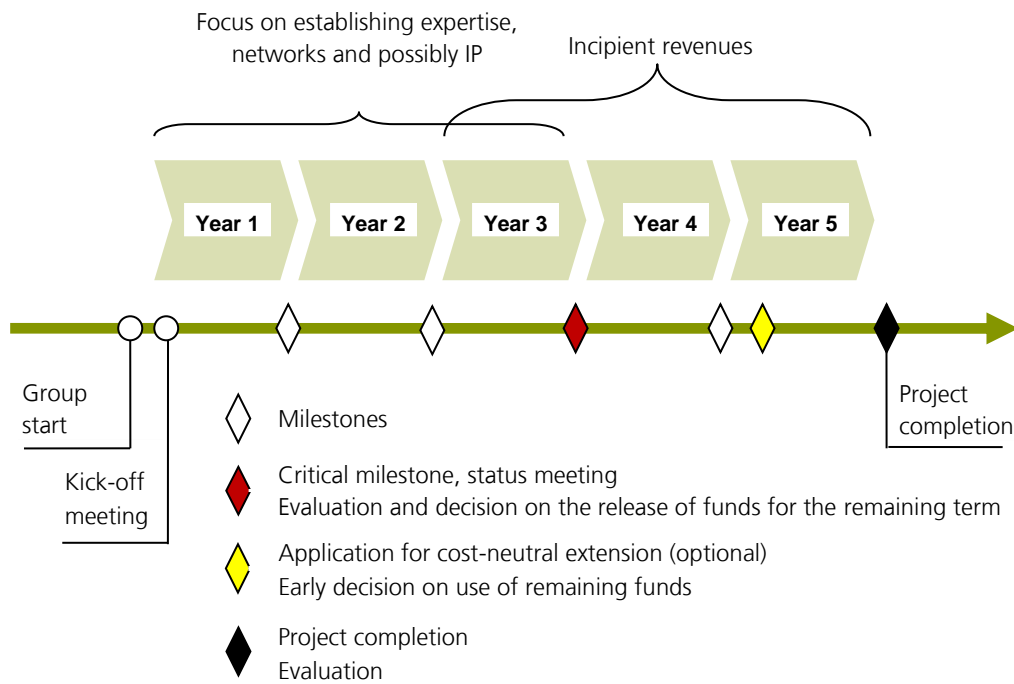 Focus on establishing expertise,
networks and possibly IP
Incipient revenues
Year 1
Year 2
Year 3
Year 4
Year 5
Group
start
Kick-off
meeting
Project
completion
Milestones
Critical milestone, status meeting
Evaluation and decision on the release of funds for the remaining term
Application for cost-neutral extension (optional)
Early decision on use of remaining funds
Project completion
Evaluation